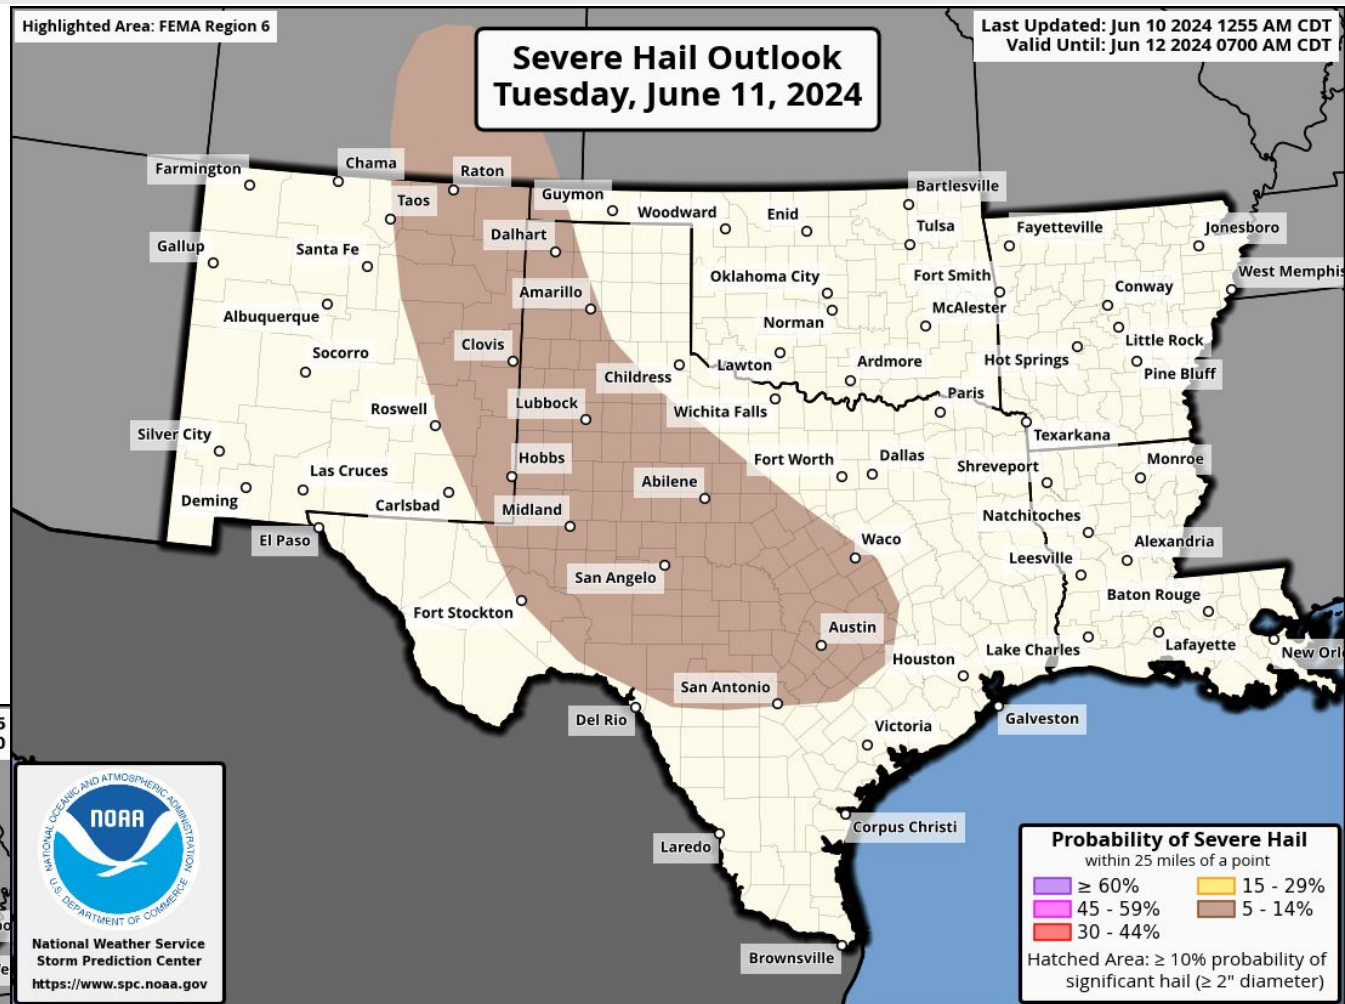 Highlighted Area: FEMA Region 6
Severe Hail Outlook
Tuesday, June 11, 2024
Last Updated: Jun 10 2024 1255 AM CDT
Valid Until: Jun 12 2024 0700 AM CDT
Farmington
Chama
Raton
Taos
Guymon
Woodward
Enid
Bartlesville
Tulsa
Fayetteville
Jonesboro
Gallup
Santa Fe
Dalhart
Oklahoma City
Fort Smith
West Memphis
Albuquerque
Amarillo
Norman
McAlester
Conway
Little Rock
Socorro
Clovis
Childress
Lawton
Ardmore
Hot Springs
Pine Bluff
Roswell
Lubbock
Wichita Falls
Paris
Texarkana
Silver City
Las Cruces
Hobbs
Abilene
Fort Worth
Dallas
Shreveport
Monroe
Deming
Carlsbad
Midland
Natchitoches
El Paso
San Angelo
Waco
Leesville
Alexandria
Fort Stockton
Austin
Baton Rouge
Houston
Lake Charles
Lafayette
New Orl
San Antonio
Del Rio
Victoria
Galveston
Laredo
Corpus Christi
Brownsville
NATIONAL OCEANIC AND ATMOSPHERIC ADMINISTRATION
NOAA
U.S. DEPARTMENT OF COMMERCE
National Weather Service
Storm Prediction Center
https://www.spc.noaa.gov
Probability of Severe Hail
within 25 miles of a point
≥ 60% 15 - 29%
45 - 59% 5 - 14%
30 - 44%
Hatched Area: ≥ 10% probability of
significant hail (≥ 2" diameter)